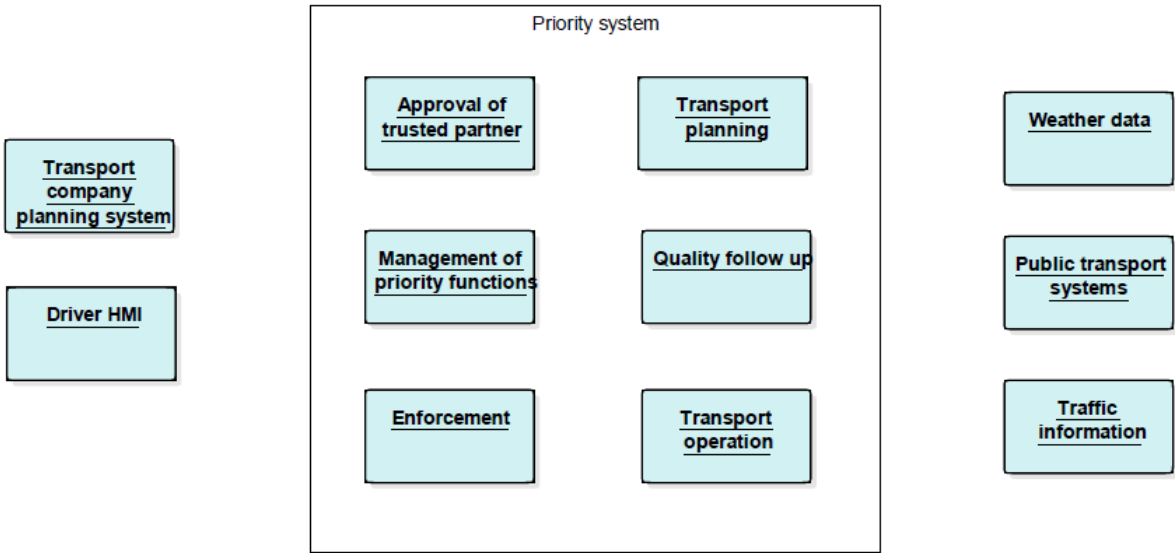 Priority system
Approval of
trusted partner
Transport
planning
Weather data
Transport
company
planning system
Management of
priority functions
Quality follow up
Public transport
systems
Driver HMI
Enforcement
Transport
operation
Traffic
information